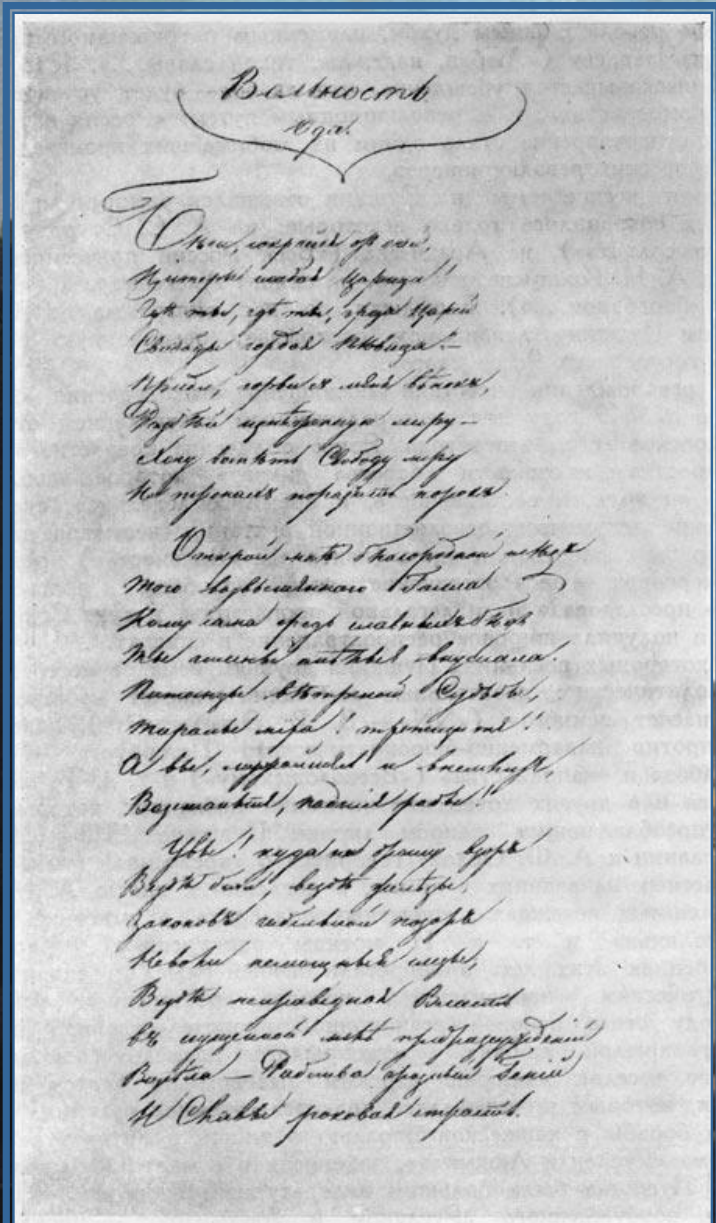 Вольность
Ода.
Бѣги, сокройся отъ очей,
Цитеры слабая Царица!
Гдѣ ты, гдѣ ты, гроза Царей
Свободы гордая Пѣвица? —
Приди, сорви съ меня вѣнокъ,
Разбей изнѣженную лиру —
Хочу воспѣть Свободу миру
На тронахъ поразить порокъ.
Открой мнѣ благородной слѣдъ
Того возвышеннаго Галла
Кому сама средь славныхъ бѣдъ
Ты гимны смѣлыя внушала
Питомцы вѣтреной Судьбы,
Тираны міра! трепещите!
А вы, мужайтеся и внемлите,
Возстаньте, падшіе рабы!
Увы! куда ни брошу взоръ
Вездѣ бичи, вездѣ желѣзы
Законовъ гибельной позоръ
Неволи немощныя слезы;
Вездѣ неправедная Власть
въ сгущенной мглѣ предразсужденій
Возсѣла — Рабства грозный Геній
И Славы роковая страсть.